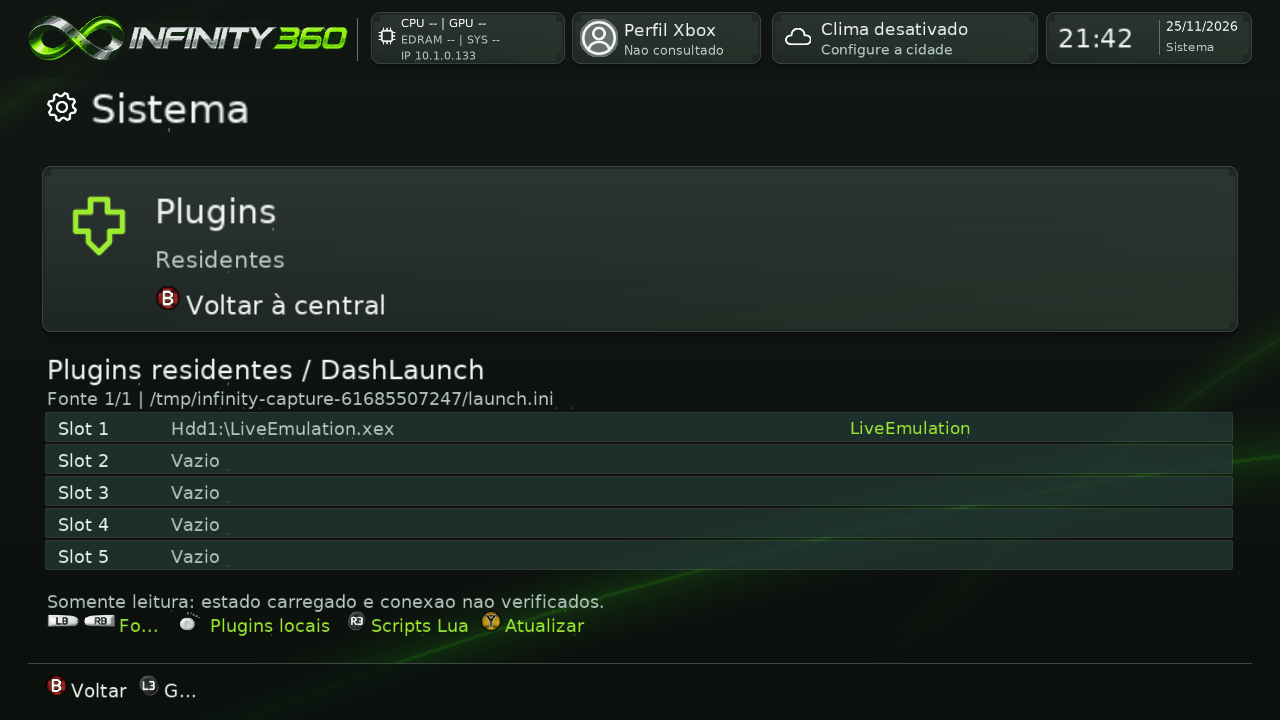 INFINITY 360
CPU -- | GPU --
EDRAM -- | SYS --
IP 10.1.0.133
Perfil Xbox
Nao consultado
Clima desativado
Configure a cidade
21:42
25/11/2026
Sistema
Sistema
Plugins
Residentes
B Voltar à central
Plugins residentes / DashLaunch
Fonte 1/1 | /tmp/infinity-capture-61685507247/launch.ini
Slot 1 Hdd1:\LiveEmulation.xex LiveEmulation
Slot 2 Vazio
Slot 3 Vazio
Slot 4 Vazio
Slot 5 Vazio
Somente leitura: estado carregado e conexao nao verificados.
LB RB Fo... Plugins locais R3 Scripts Lua Y Atualizar
B Voltar L3 G...